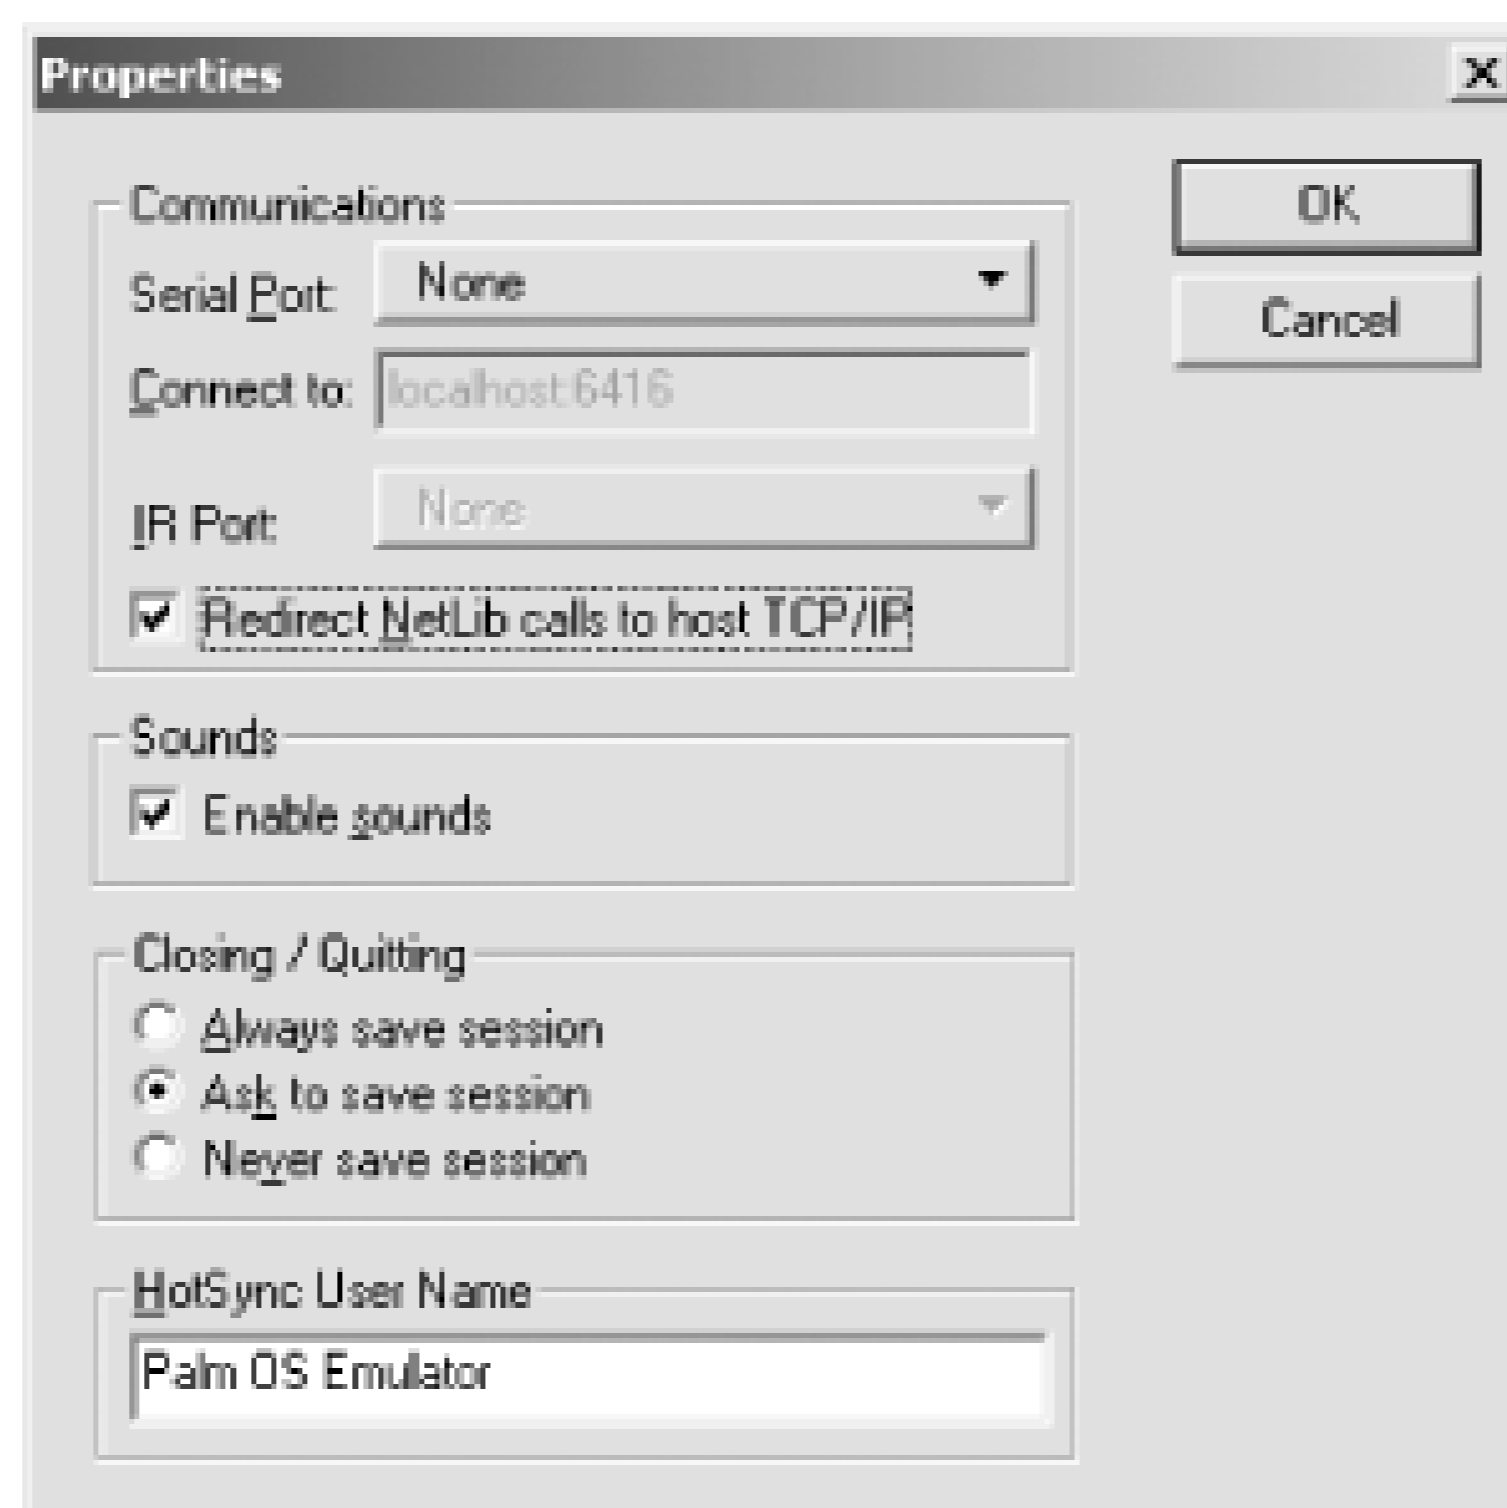 Properties
Communications
Serial Port: None
Connect to: localhost:6416
IR Port: None
Redirect NetLib calls to host TCP/IP
Sounds
Enable sounds
Closing / Quitting
Always save session
Ask to save session
Never save session
HotSync User Name
Palm OS Emulator
OK
Cancel